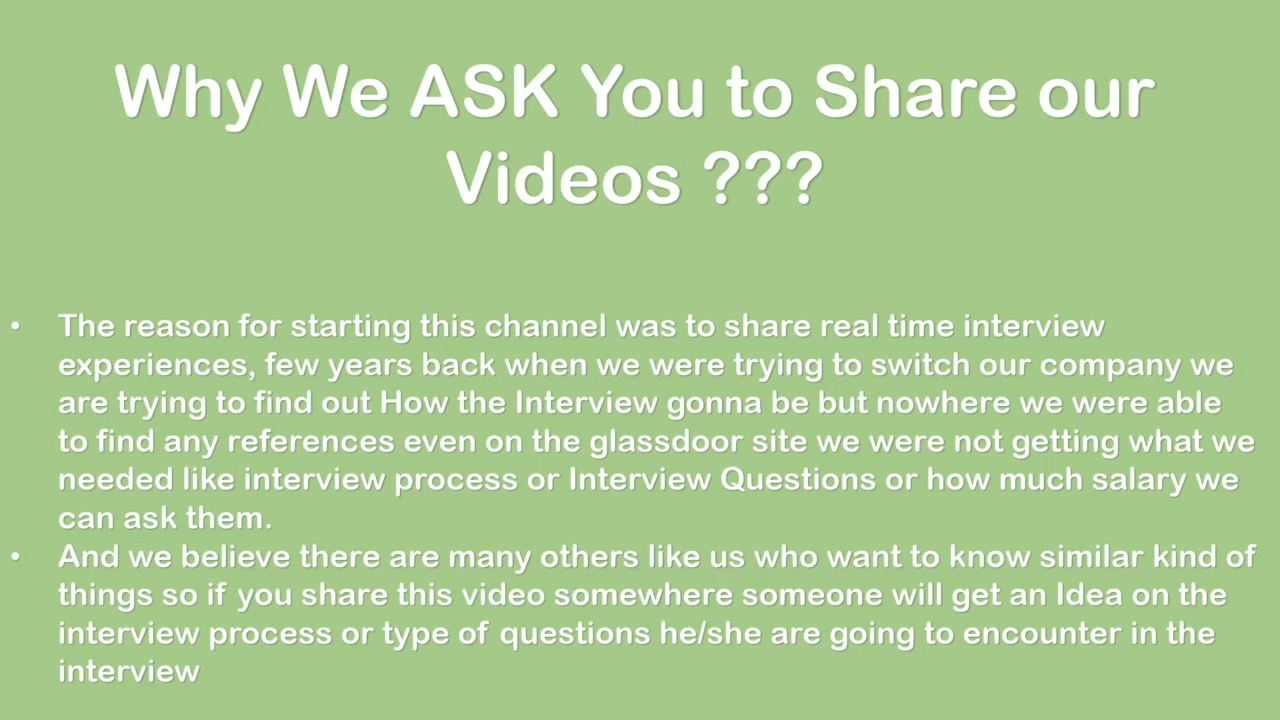 Why We ASK You to Share our
Videos ???
• The reason for starting this channel was to share real time interview
experiences, few years back when we were trying to switch our company we
are trying to find out How the Interview gonna be but nowhere we were able
to find any references even on the glassdoor site we were not getting what we
needed like interview process or Interview Questions or how much salary we
can ask them.
• And we believe there are many others like us who want to know similar kind of
things so if you share this video somewhere someone will get an Idea on the
interview process or type of questions he/she are going to encounter in the
interview